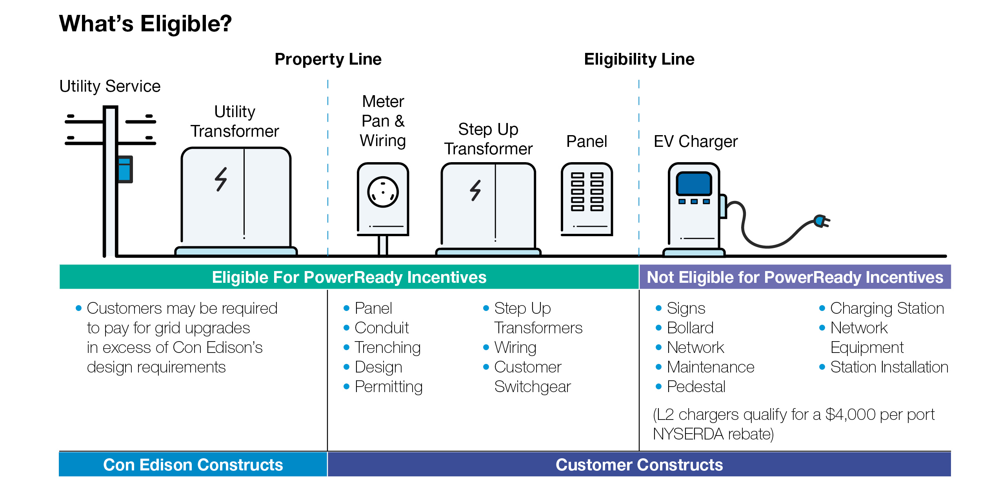 What’s Eligible?
Property Line
Eligibility Line
Utility Service
Utility
Transformer
Meter
Pan &
Wiring
Step Up
Transformer
Panel
EV Charger
Eligible For PowerReady Incentives
Not Eligible for PowerReady Incentives
• Customers may be required
to pay for grid upgrades
in excess of Con Edison’s
design requirements
• Panel
• Conduit
• Trenching
• Design
• Permitting
• Step Up
Transformers
• Wiring
• Customer
Switchgear
• Signs
• Bollard
• Network
• Maintenance
• Pedestal
• Charging Station
• Network
Equipment
• Station Installation
(L2 chargers qualify for a $4,000 per port
NYSERDA rebate)
Con Edison Constructs
Customer Constructs